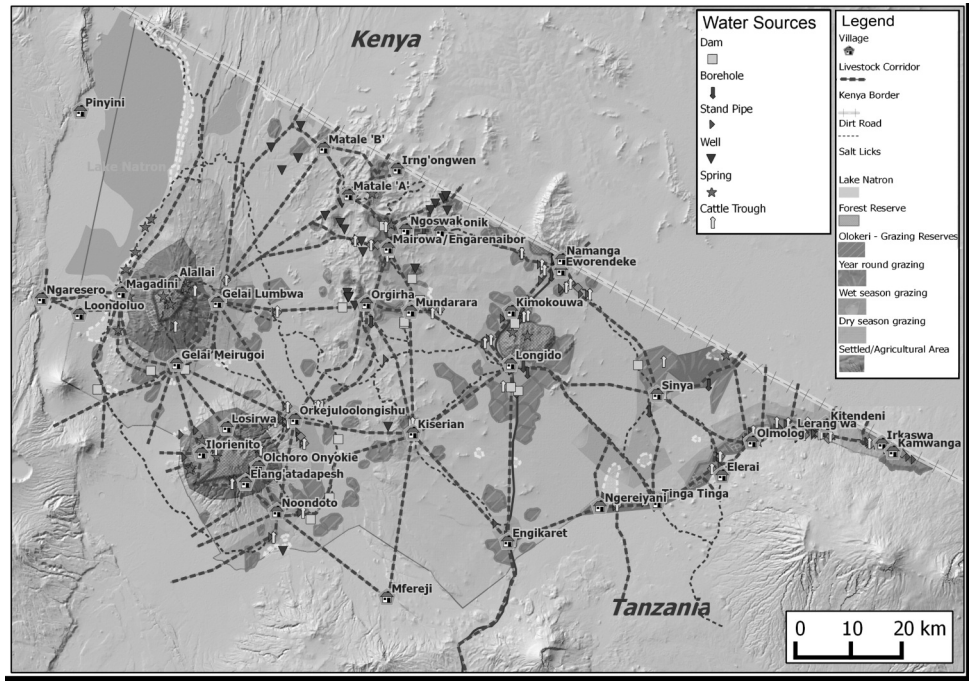 Kenya
Water Sources
Dam
Borehole
Stand Pipe
Well
Spring
Cattle Trough
Legend
Village
Livestock Corridor
Kenya Border
Dirt Road
Salt Licks
Lake Natron
Forest Reserve
Olokeri - Grazing Reserves
Year round grazing
Wet season grazing
Dry season grazing
Settled/Agricultural Area
Pinyini
Lake Natron
Matale 'B'
Irng'ongwen
Matale 'A'
Ngoswak onik
Mairowa/Engarenaibor
Namanga
Eworendeke
Alallai
Magadini
Ngaresero
Loondoluo
Gelai Lumbwa
Orgirha
Mundarara
Kimokouwa
Gelai Meirugoi
Longido
Sinya
Orkejuloolongishu
Losirwa
Kiserian
Ilorienito
Olchoro Onyokie
Elang'atadapesh
Noondoto
Kitendeni
Lerang wa
Olmolog
Irkaswa
Kamwanga
Elerai
Tinga Tinga
Ngereiyani
Engikaret
Mfereji
Tanzania
0 10 20 km